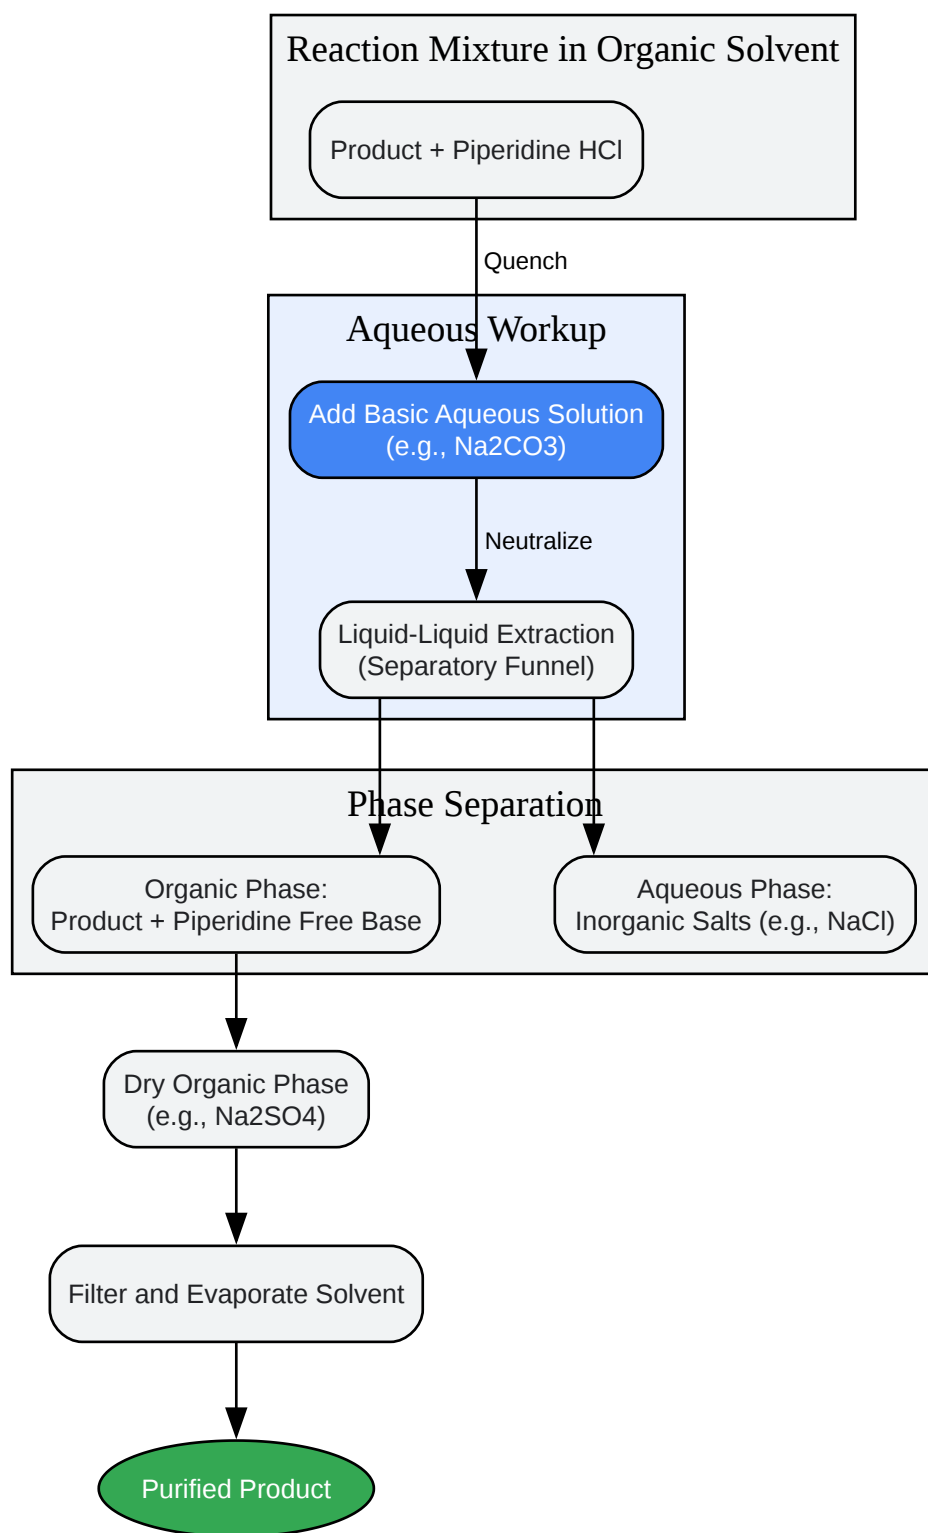 Reaction Mixture in Organic Solvent
Product + Piperidine HCl
Quench
Aqueous Workup
Add Basic Aqueous Solution
(e.g., Na2CO3)
Neutralize
Liquid-Liquid Extraction
(Separatory Funnel)
Phase Separation
Organic Phase:
Product + Piperidine Free Base
Aqueous Phase:
Inorganic Salts (e.g., NaCl)
Dry Organic Phase
(e.g., Na2SO4)
Filter and Evaporate Solvent
Purified Product